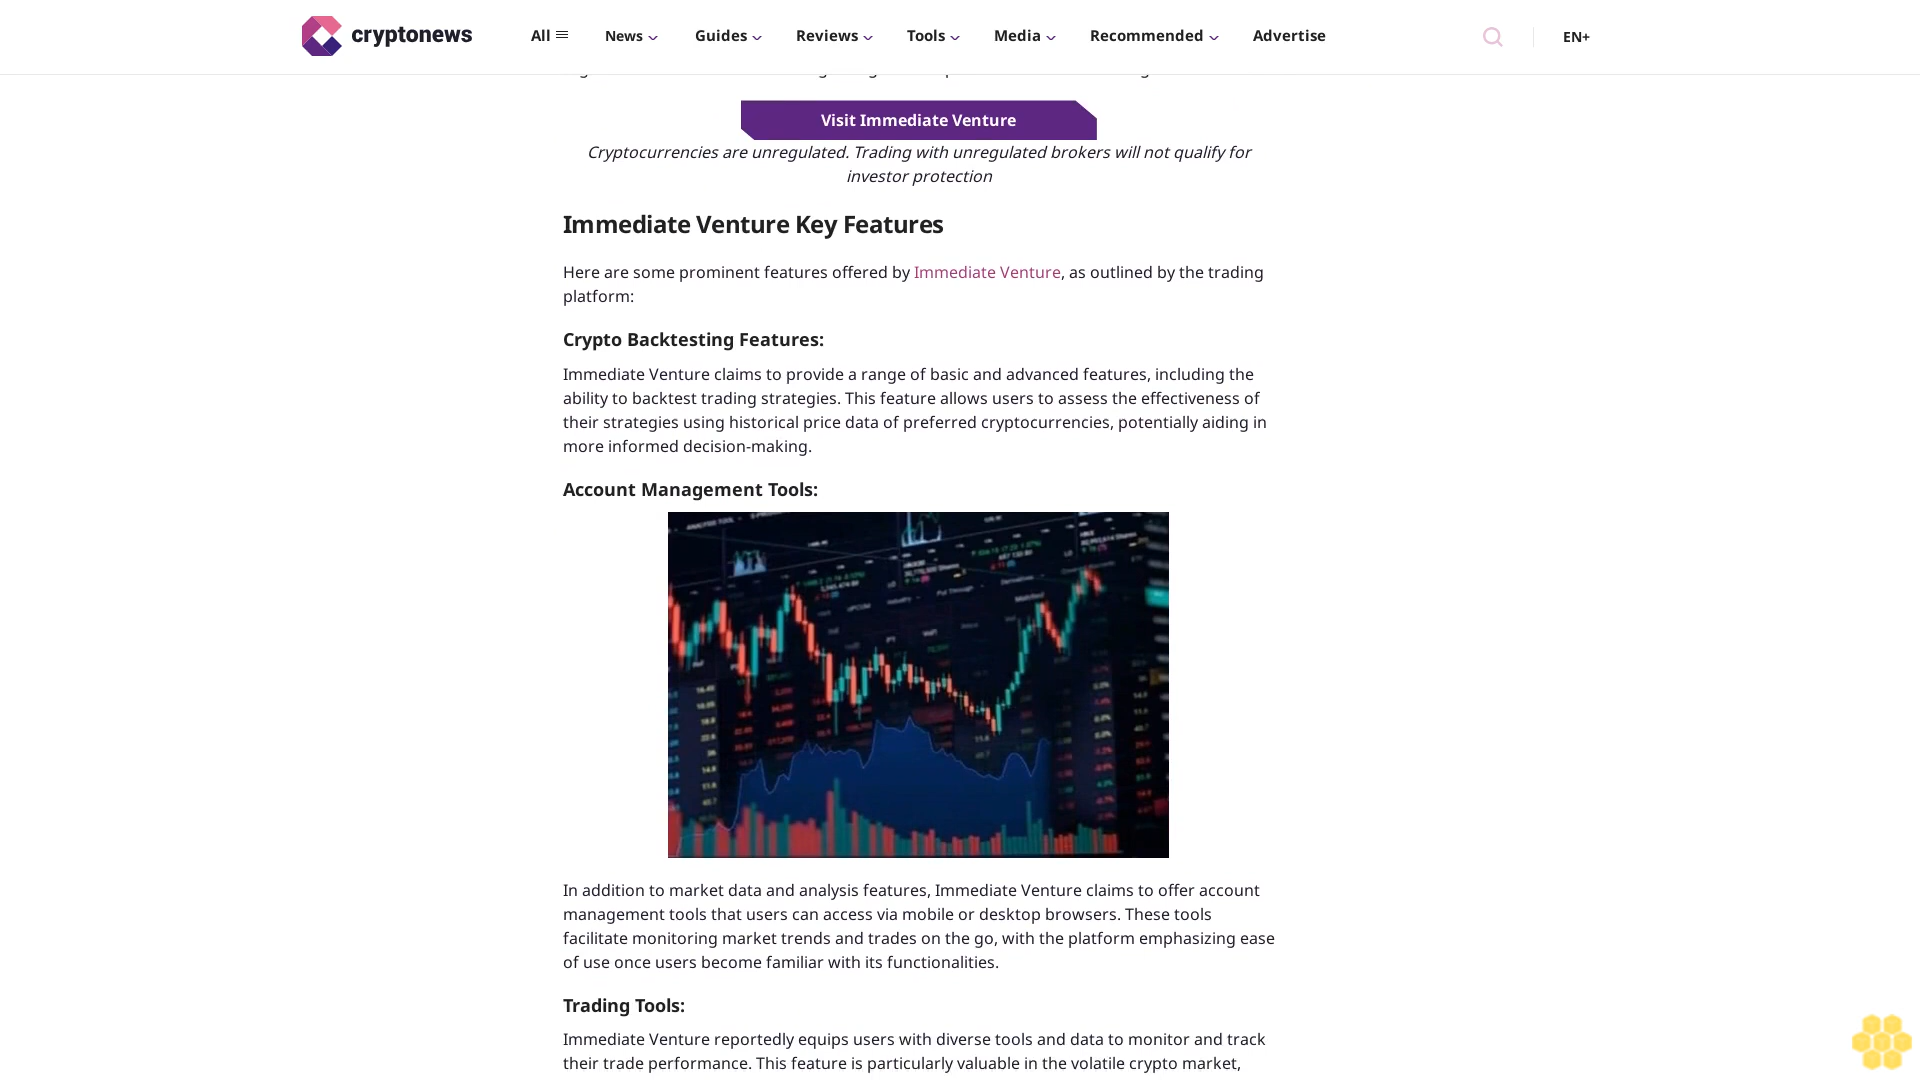 cryptonews
All
News
Guides
Reviews
Tools
Media
Recommended
Advertise
EN+
Visit Immediate Venture
Cryptocurrencies are unregulated. Trading with unregulated brokers will not qualify for
investor protection
Immediate Venture Key Features
Here are some prominent features offered by Immediate Venture, as outlined by the trading
platform:
Crypto Backtesting Features:
Immediate Venture claims to provide a range of basic and advanced features, including the
ability to backtest trading strategies. This feature allows users to assess the effectiveness of
their strategies using historical price data of preferred cryptocurrencies, potentially aiding in
more informed decision-making.
Account Management Tools:
In addition to market data and analysis features, Immediate Venture claims to offer account
management tools that users can access via mobile or desktop browsers. These tools
facilitate monitoring market trends and trades on the go, with the platform emphasizing ease
of use once users become familiar with its functionalities.
Trading Tools:
Immediate Venture reportedly equips users with diverse tools and data to monitor and track
their trade performance. This feature is particularly valuable in the volatile crypto market,